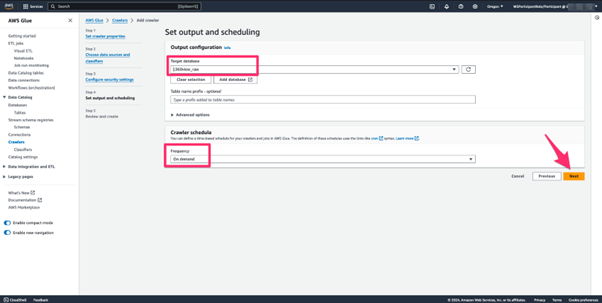 aws
Services
Search
[Option+S]
Oregon
WSParticipantRole/Participant
AWS Glue
AWS Glue > Crawlers > Add crawler
Getting started
ETL jobs
Visual ETL
Notebooks
Job run monitoring
Data Catalog tables
Data connections
Workflows (orchestration)
Data Catalog
Databases
Tables
Stream schema registries
Schemas
Connections
Crawlers
Classifiers
Catalog settings
Data Integration and ETL
Legacy pages
What's New
Documentation
AWS Marketplace
Enable compact mode
Enable new navigation
Step 1
Set crawler properties
Step 2
Choose data sources and
classifiers
Step 3
Configure security settings
Step 4
Set output and scheduling
Step 5
Review and create
Set output and scheduling
Output configuration Info
Target database
Clear selection
Add database
Table name prefix - optional
Type a prefix added to table names
Advanced options
Crawler schedule
You can define a time-based schedule for your crawlers and jobs in AWS Glue. The definition of these schedules uses the Unix-like cron syntax. Learn more
Frequency
On demand
Cancel
Previous
Next
CloudShell
Feedback
© 2024, Amazon Web Services, Inc. or its affiliates.
Privacy
Terms
Cookie preferences